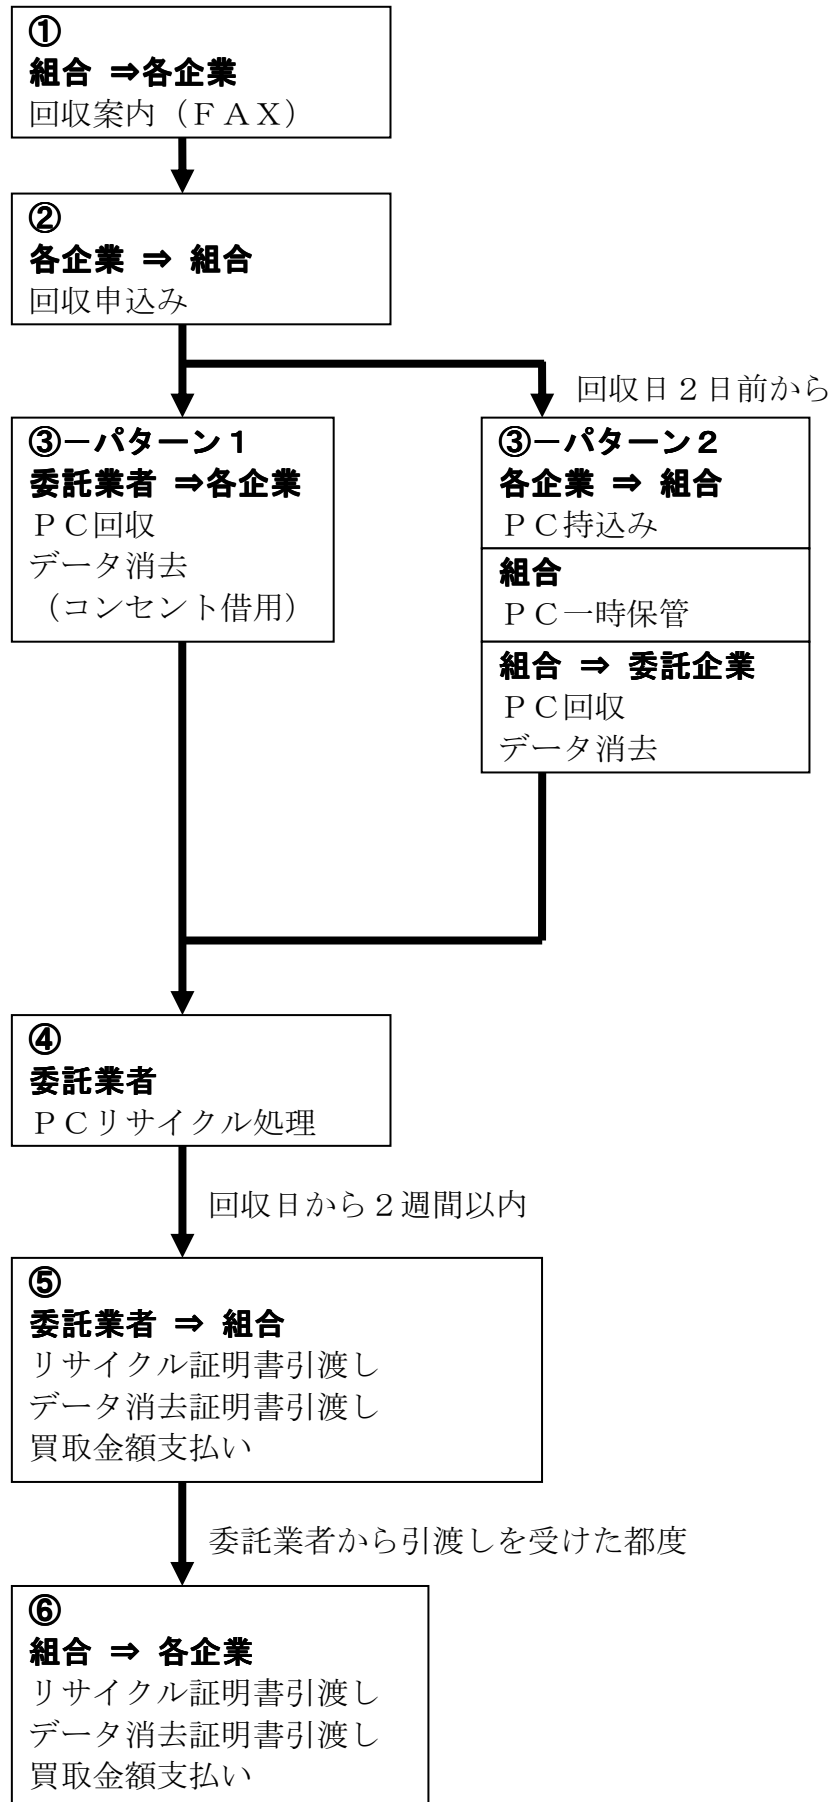 ①
組合 ⇒各企業
回収案内（ＦＡＸ）
②
各企業 ⇒ 組合
回収申込み
回収日２日前から
③－パターン１
委託業者 ⇒各企業
ＰＣ回収
データ消去
（コンセント借用）
③－パターン２
各企業 ⇒ 組合
ＰＣ持込み
組合
ＰＣ一時保管
組合 ⇒ 委託企業
ＰＣ回収
データ消去
④
委託業者
ＰＣリサイクル処理
回収日から２週間以内
⑤
委託業者 ⇒ 組合
リサイクル証明書引渡し
データ消去証明書引渡し
買取金額支払い
委託業者から引渡しを受けた都度
⑥
組合 ⇒ 各企業
リサイクル証明書引渡し
データ消去証明書引渡し
買取金額支払い